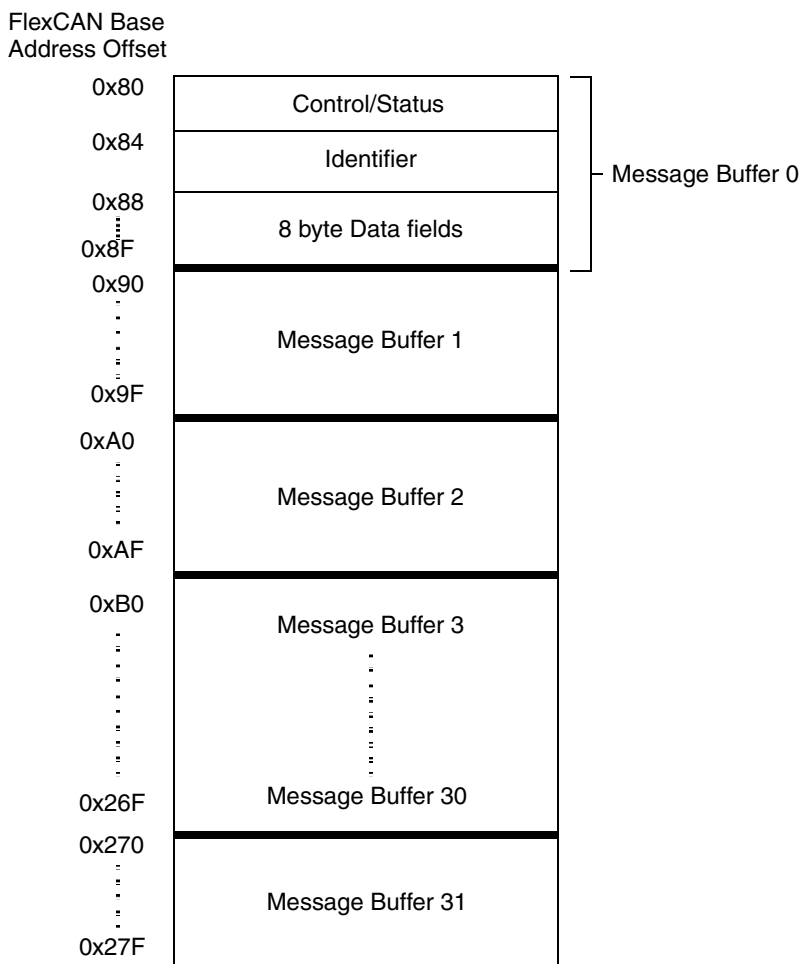 FlexCAN Base
Address Offset
0x80
Control/Status
0x84
Identifier
Message Buffer 0
0x88
8 byte Data fields
0x8F
0x90
Message Buffer 1
0x9F
0xA0
Message Buffer 2
0xAF
0xB0
Message Buffer 3
0x26F
Message Buffer 30
0x270
Message Buffer 31
0x27F